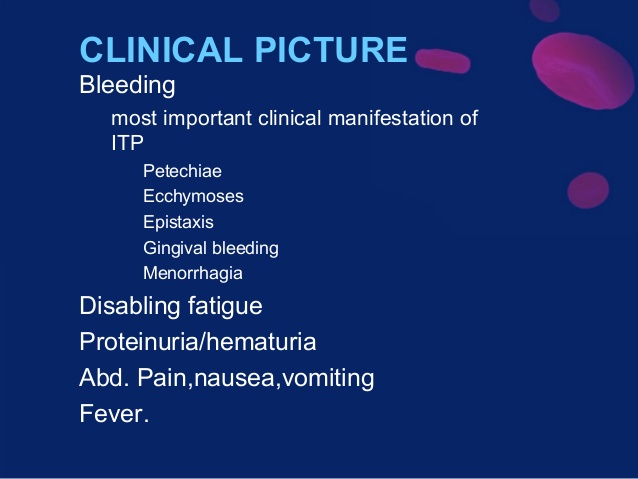 CLINICAL PICTURE
Bleeding
most important clinical manifestation of
ITP
Petechiae
Ecchymoses
Epistaxis
Gingival bleeding
Menorrhagia
Disabling fatigue
Proteinuria/hematuria
Abd. Pain,nausea,vomiting
Fever.